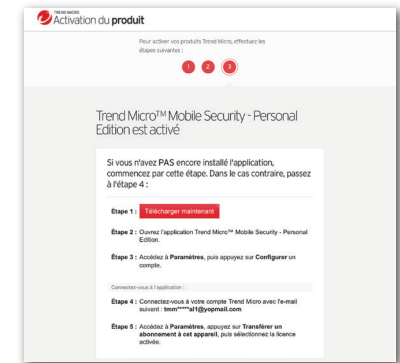 TREND MICRO
Activation du produit
Pour activer vos produits Trend Micro, effectuez les
étapes suivantes :
1 2 3
Trend Micro™ Mobile Security - Personal
Edition est activé
Si vous n'avez PAS encore installé l'application,
commencez par cette étape. Dans le cas contraire, passez
à l'étape 4 :
Étape 1 : Télécharger maintenant
Étape 2 : Ouvrez l'application Trend Micro™ Mobile Security - Personal
Edition.
Étape 3 : Accédez à Paramètres, puis appuyez sur Configurer un
compte.
Connectez-vous à l'application :
Étape 4 : Connectez-vous à votre compte Trend Micro avec l'e-mail
suivant : tmm*****al1@yopmail.com
Étape 5 : Accédez à Paramètres, appuyez sur Transférer un
abonnement à cet appareil, puis sélectionnez la licence
activée.